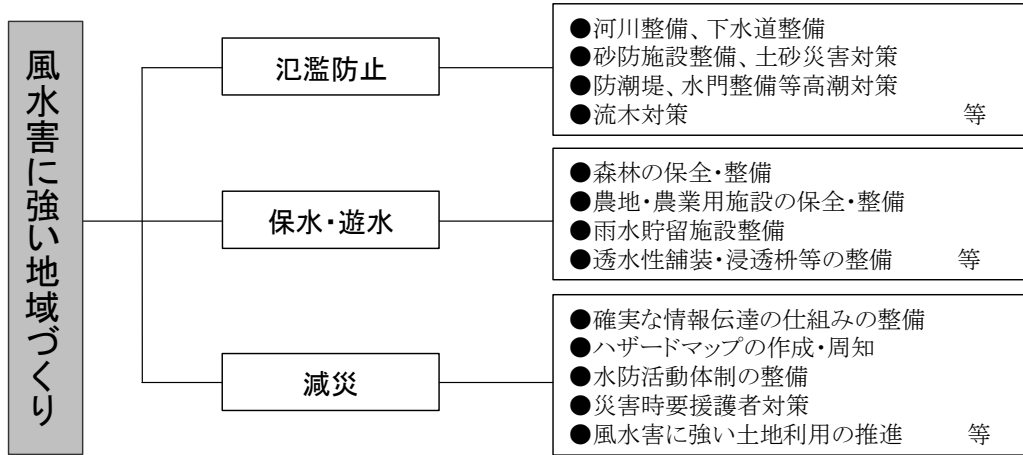 風水害に強い地域づくり
氾濫防止
●河川整備、下水道整備
●砂防施設整備、土砂災害対策
●防潮堤、水門整備等高潮対策
●流木対策 等
保水・遊水
●森林の保全・整備
●農地・農業用施設の保全・整備
●雨水貯留施設整備
●透水性舗装・浸透枡等の整備 等
減災
●確実な情報伝達の仕組みの整備
●ハザードマップの作成・周知
●水防活動体制の整備
●災害時要援護者対策
●風水害に強い土地利用の推進 等